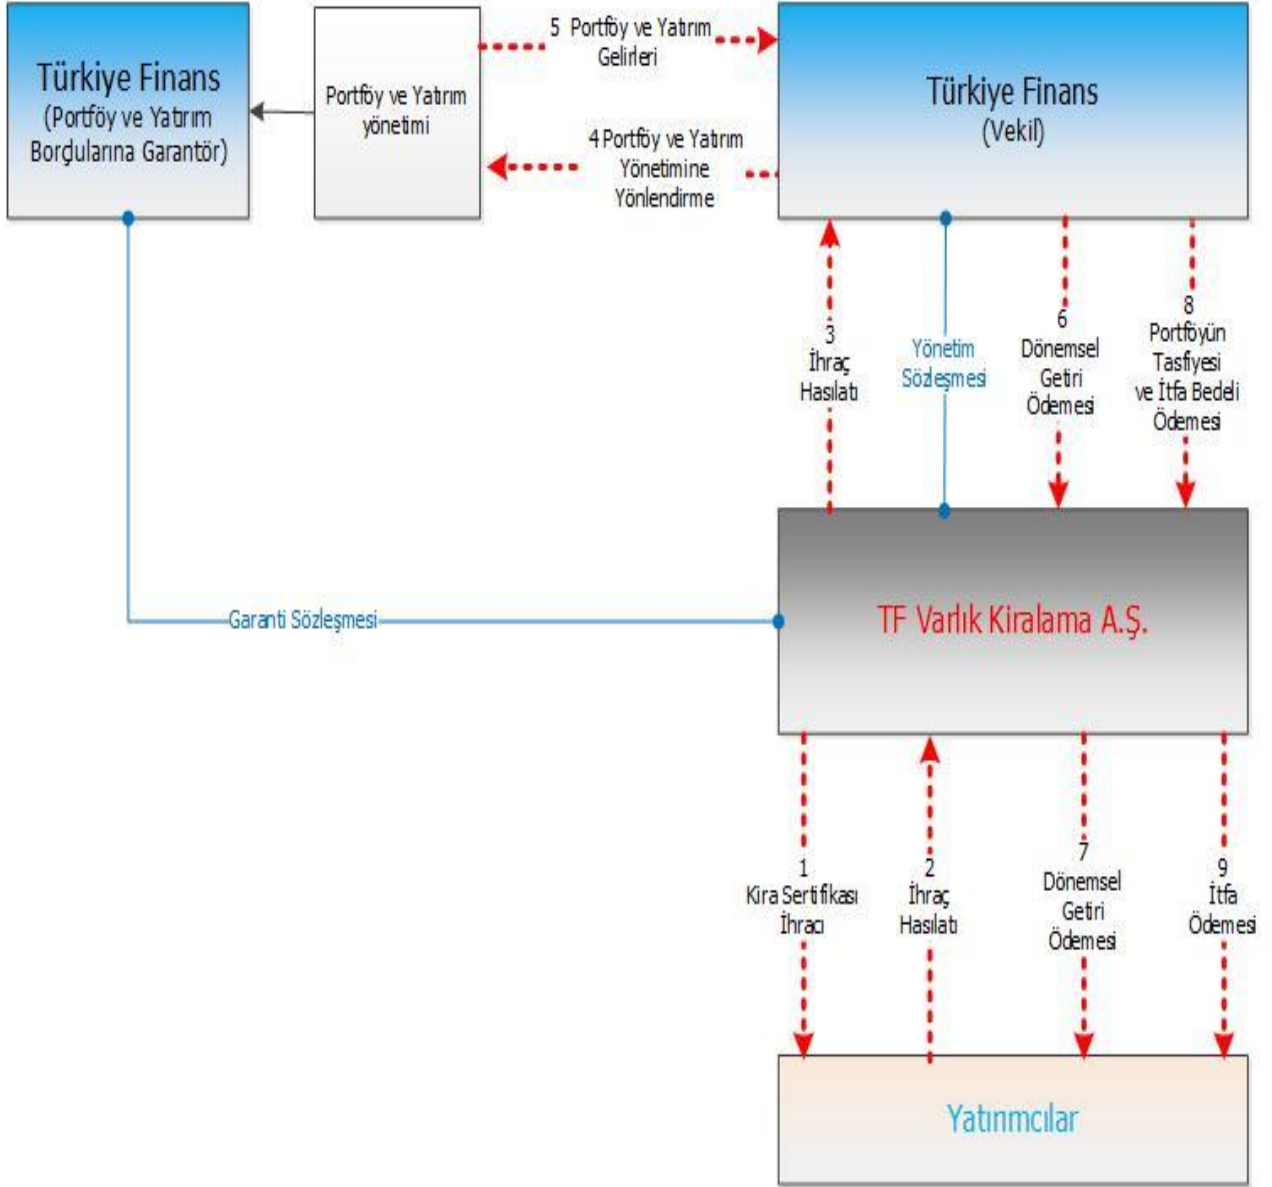 Türkiye Finans
(Portföy ve Yatırım
Borçlularına Garantör)
Portföy ve Yatırım
yönetimi
5 Portföy ve Yatırım
Gelirleri
4 Portföy ve Yatırım
Yönetimine
Yönlendirme
Türkiye Finans
(Vekil)
3
İhraç
Hasılatı
Yönetim
Sözleşmesi
6
Dönemsel
Getiri
Ödemesi
8
Portföyün
Tasfiyesi
ve İtfa Bedeli
Ödemesi
Garanti Sözleşmesi
TF Varlık Kiralama A.Ş.
1
Kira Sertifikası
İhracı
2
İhraç
Hasılatı
7
Dönemsel
Getiri
Ödemesi
9
İtfa
Ödemesi
Yatırımcılar